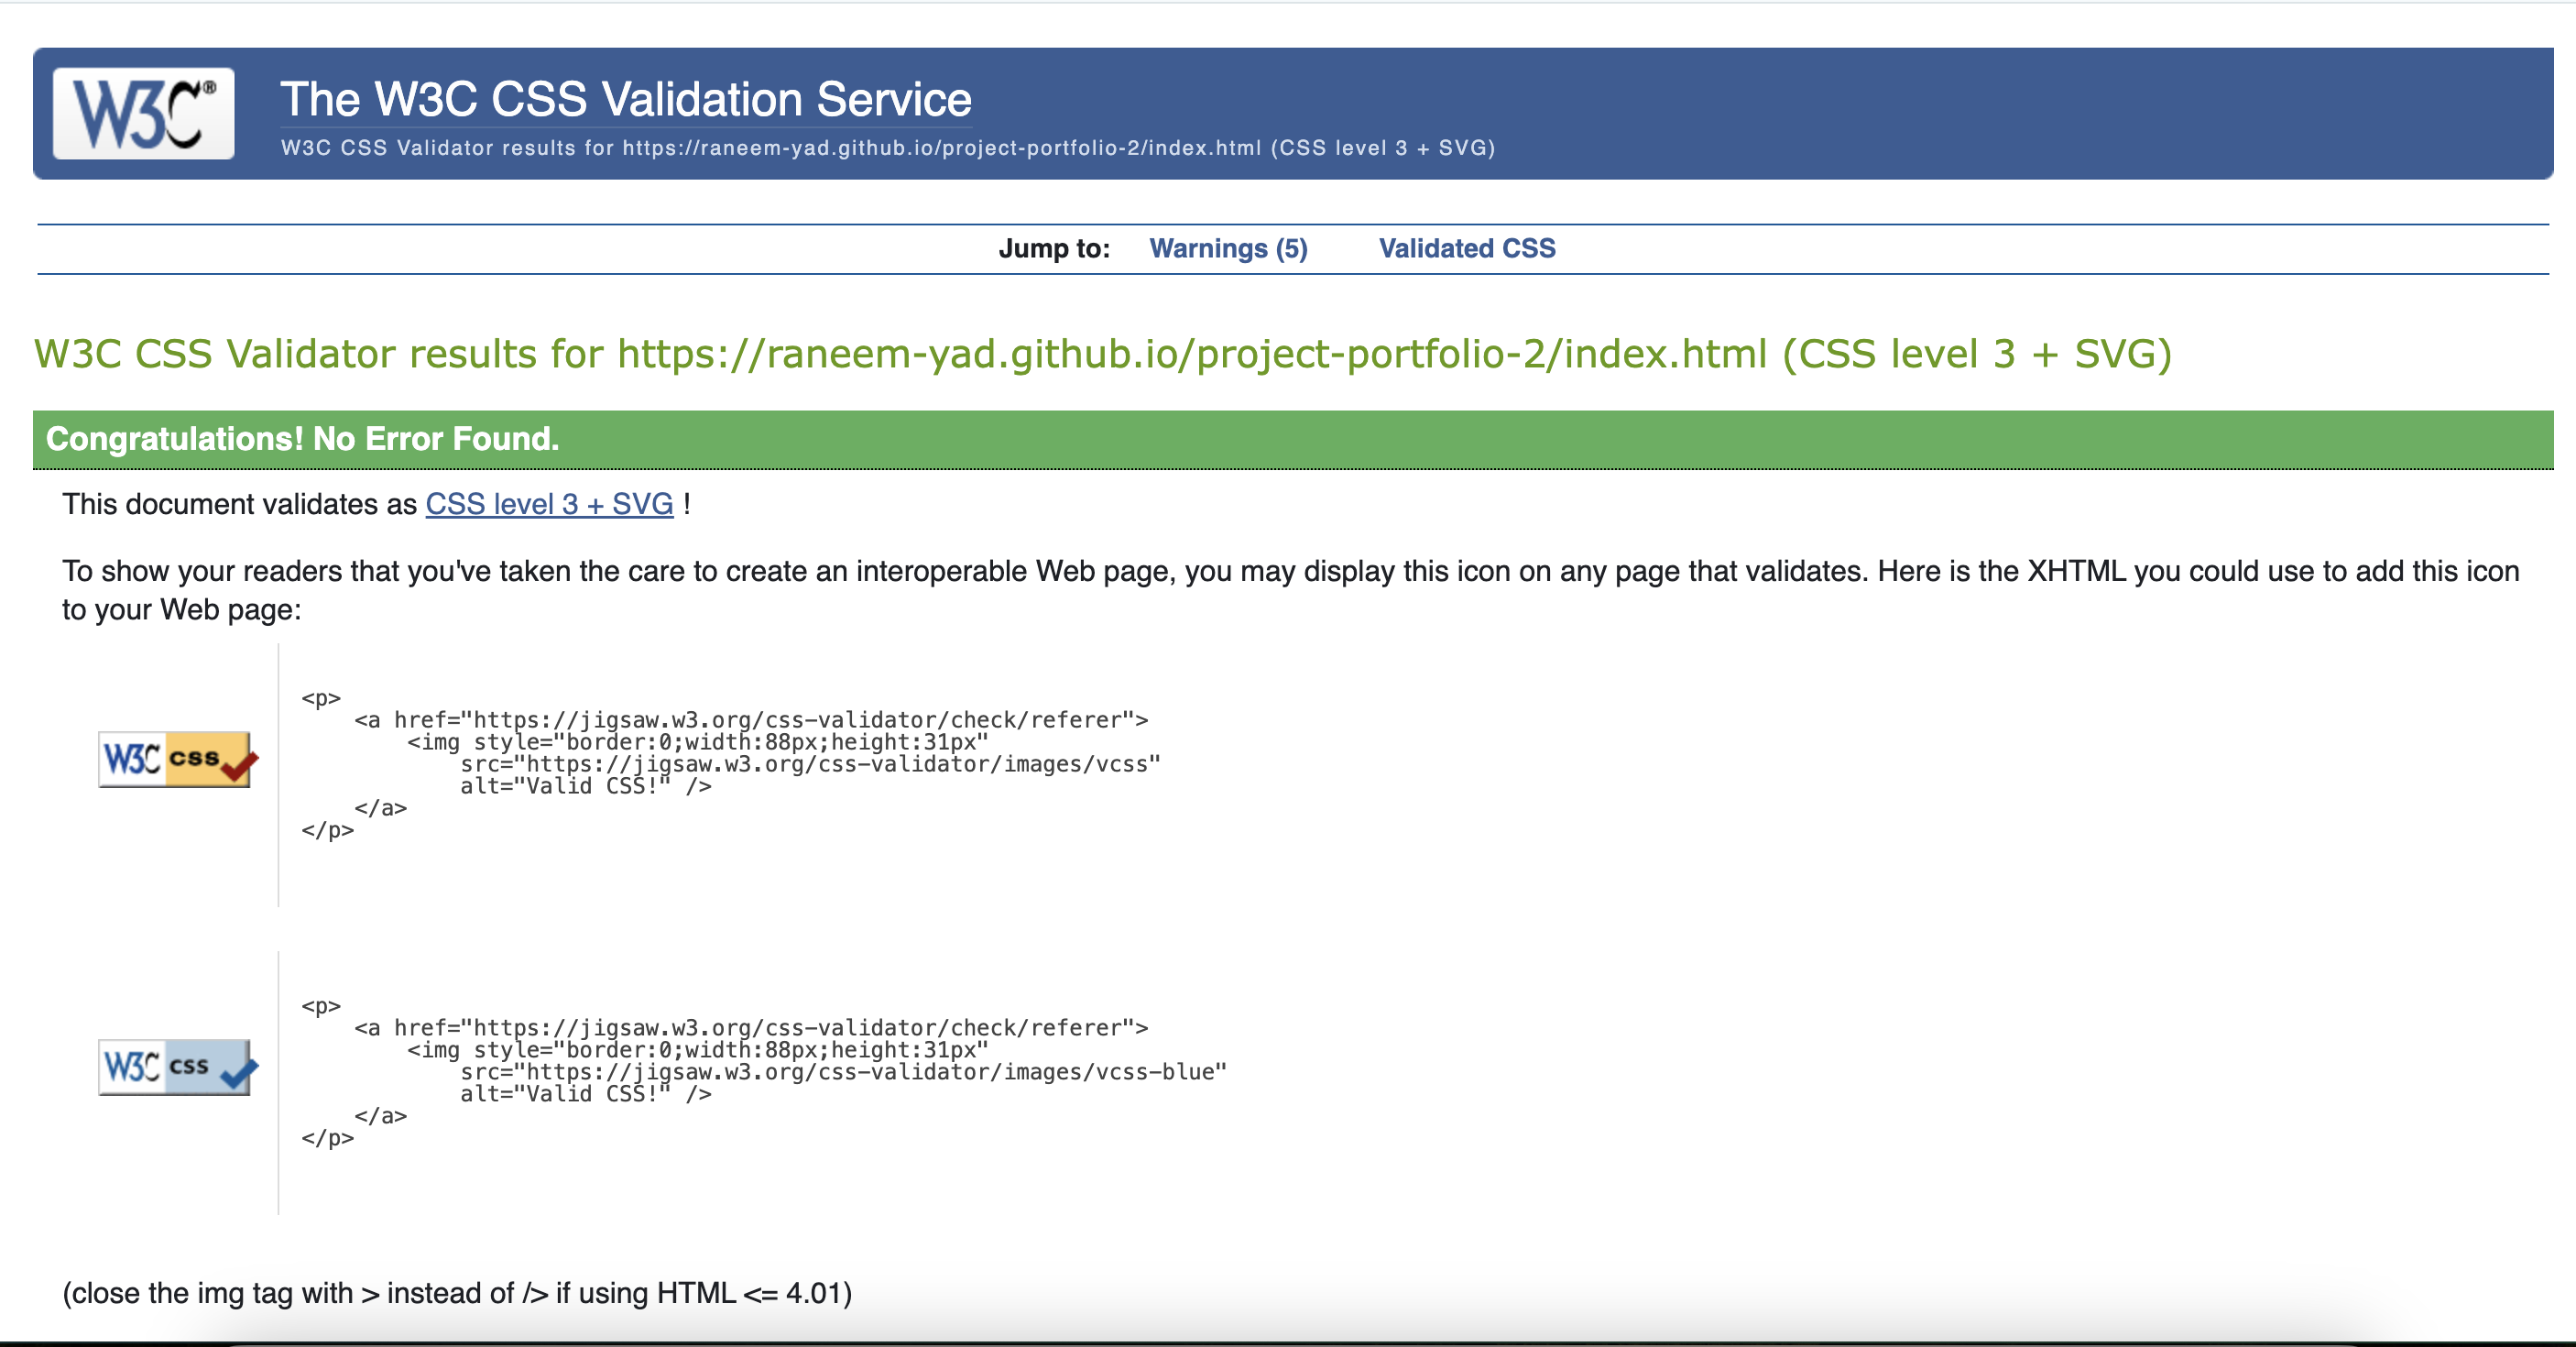 W3C®
The W3C CSS Validation Service
W3C CSS Validator results for https://raneem-yad.github.io/project-portfolio-2/index.html (CSS level 3 + SVG)
Jump to: Warnings (5) Validated CSS
W3C CSS Validator results for https://raneem-yad.github.io/project-portfolio-2/index.html (CSS level 3 + SVG)
Congratulations! No Error Found.
This document validates as CSS level 3 + SVG !
To show your readers that you've taken the care to create an interoperable Web page, you may display this icon on any page that validates. Here is the XHTML you could use to add this icon
to your Web page:
W3C css
<p>
    <a href="https://jigsaw.w3.org/css-validator/check/referer">
        <img style="border:0;width:88px;height:31px"
            src="https://jigsaw.w3.org/css-validator/images/vcss"
            alt="Valid CSS!" />
    </a>
</p>
W3C css
<p>
    <a href="https://jigsaw.w3.org/css-validator/check/referer">
        <img style="border:0;width:88px;height:31px"
            src="https://jigsaw.w3.org/css-validator/images/vcss-blue"
            alt="Valid CSS!" />
    </a>
</p>
(close the img tag with > instead of /> if using HTML <= 4.01)